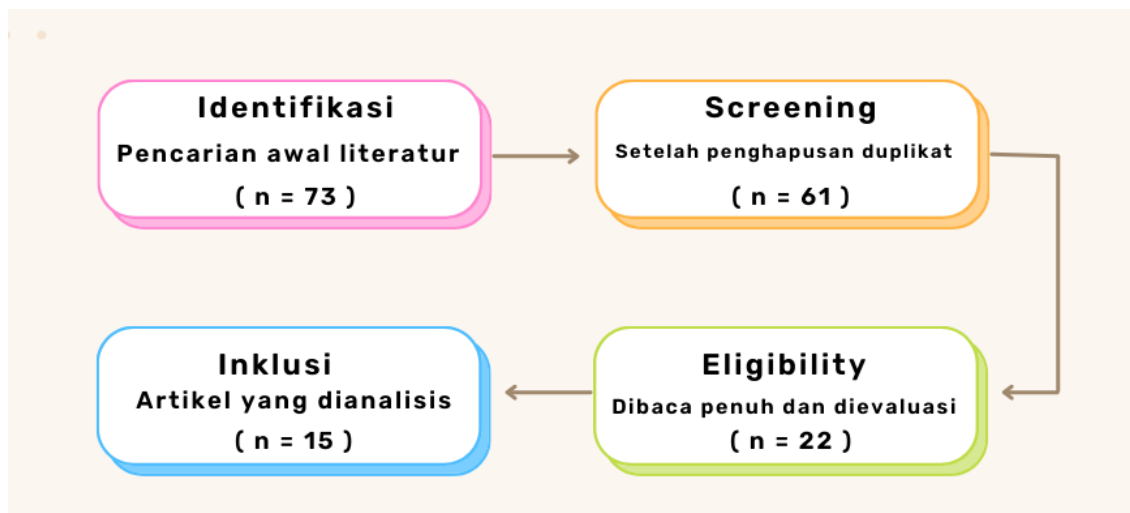 Identifikasi
Pencarian awal literatur
( n = 73 )
Screening
Setelah penghapusan duplikat
( n = 61 )
Eligibility
Dibaca penuh dan dievaluasi
( n = 22 )
Inklusi
Artikel yang dianalisis
( n = 15 )